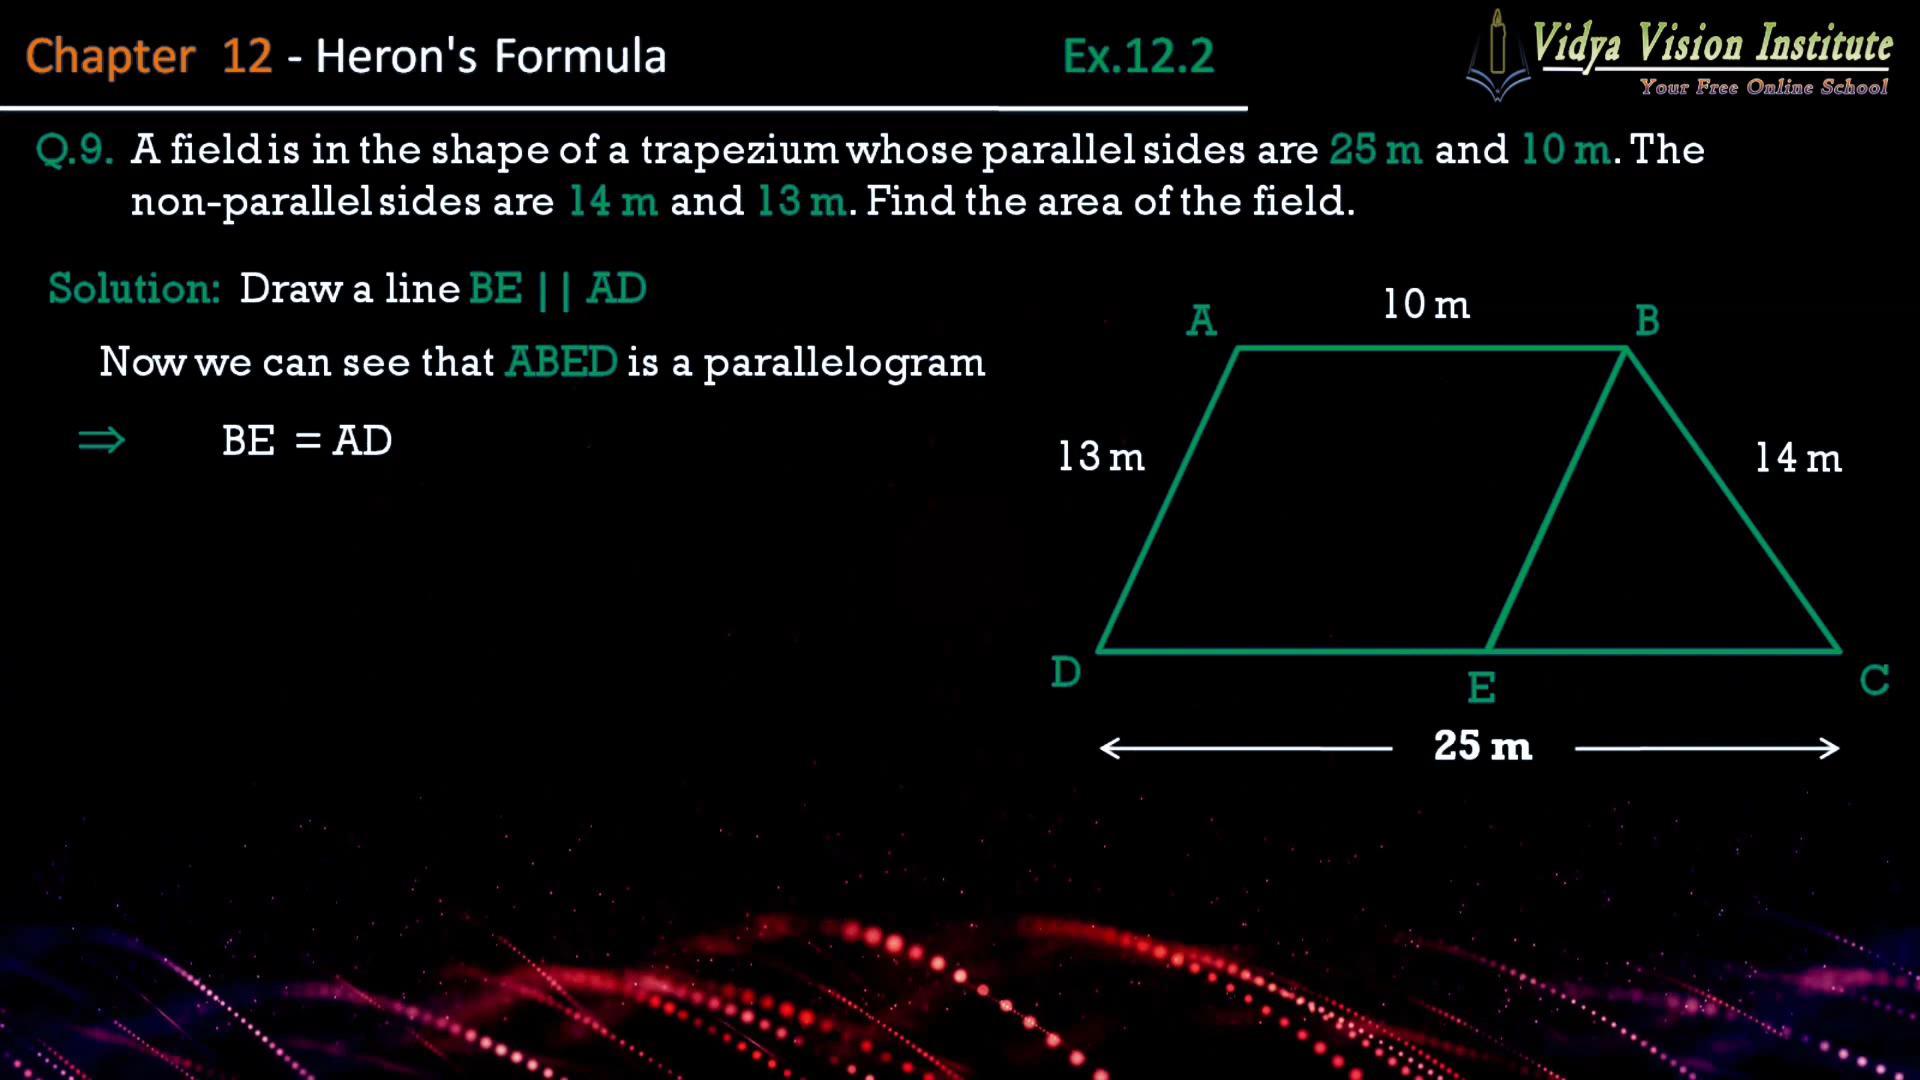 Chapter 12 - Heron's Formula
Ex.12.2
Vidya Vision Institute
Your Free Online School
Q.9. A field is in the shape of a trapezium whose parallel sides are 25 m and 10 m. The
non-parallel sides are 14 m and 13 m. Find the area of the field.
Solution: Draw a line BE || AD
Now we can see that ABED is a parallelogram
⇒ BE = AD
A
10 m
B
13 m
14 m
D
E
C
25 m